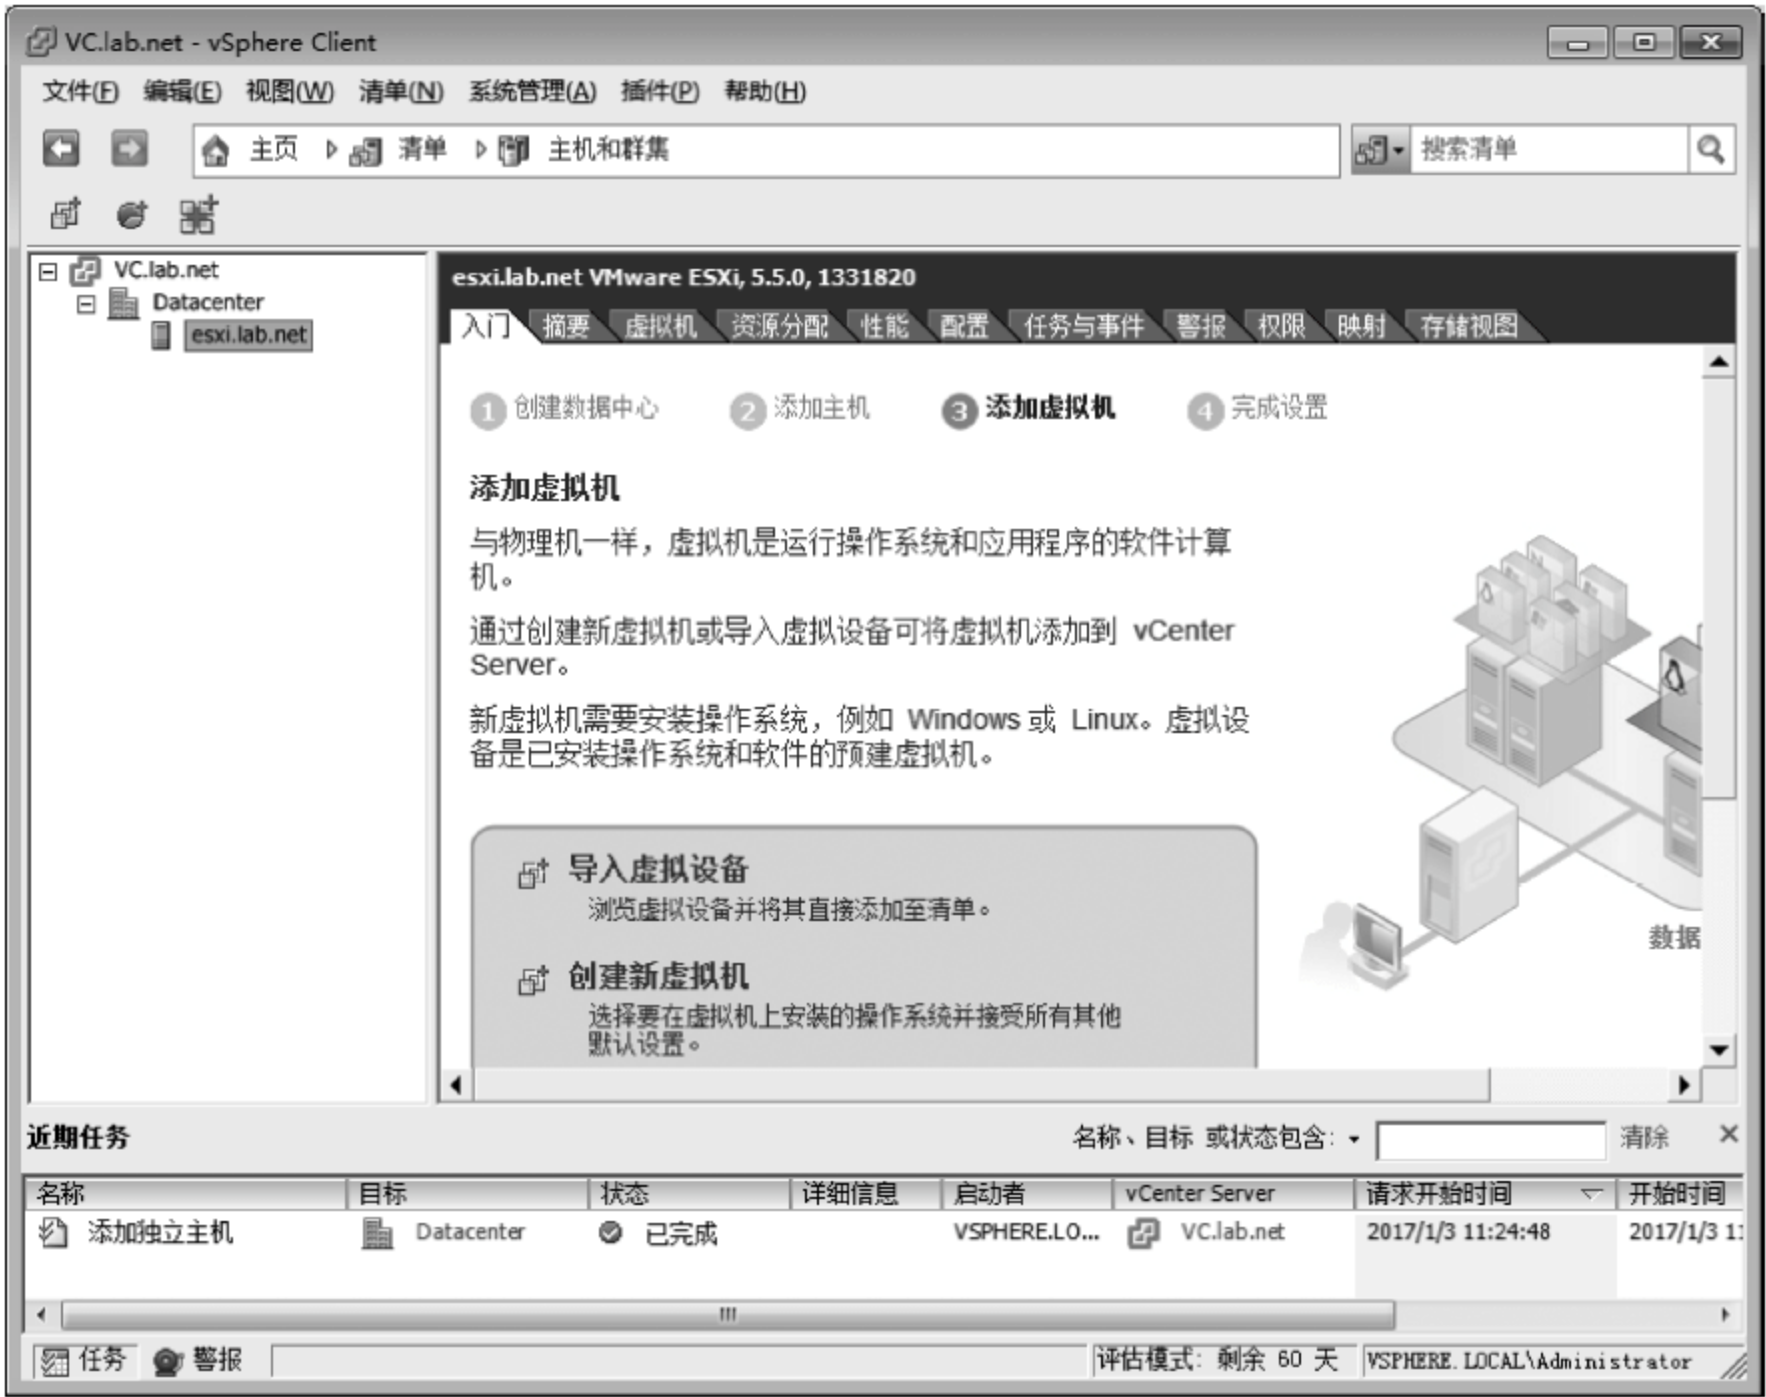 VC.lab.net - vSphere Client
文件(F) 编辑(E) 视图(W) 清单(N) 系统管理(A) 插件(P) 帮助(H)
主页 清单 主机和群集 搜索清单
VC.lab.net
Datacenter
esxi.lab.net
esxi.lab.net VMware ESXi, 5.5.0, 1331820
入门 摘要 虚拟机 资源分配 性能 配置 任务与事件 警报 权限 映射 存储视图
1 创建数据中心 2 添加主机 3 添加虚拟机 4 完成设置
添加虚拟机
与物理机一样，虚拟机是运行操作系统和应用程序的软件计算
机。
通过创建新虚拟机或导入虚拟设备可将虚拟机添加到 vCenter
Server。
新虚拟机需要安装操作系统，例如 Windows 或 Linux。虚拟设
备是已安装操作系统和软件的预建虚拟机。
导入虚拟设备
浏览虚拟设备并将其直接添加至清单。
创建新虚拟机
选择要在虚拟机上安装的操作系统并接受所有其他
默认设置。
数据
近期任务 名称、目标 或状态包含: 清除
名称 目标 状态 详细信息 启动者 vCenter Server 请求开始时间 开始时间
添加独立主机 Datacenter 已完成 VSPHERE.LO... VC.lab.net 2017/1/3 11:24:48 2017/1/3 1
任务 警报 评估模式: 剩余 60 天 VSPHERE.LOCAL\Administrator